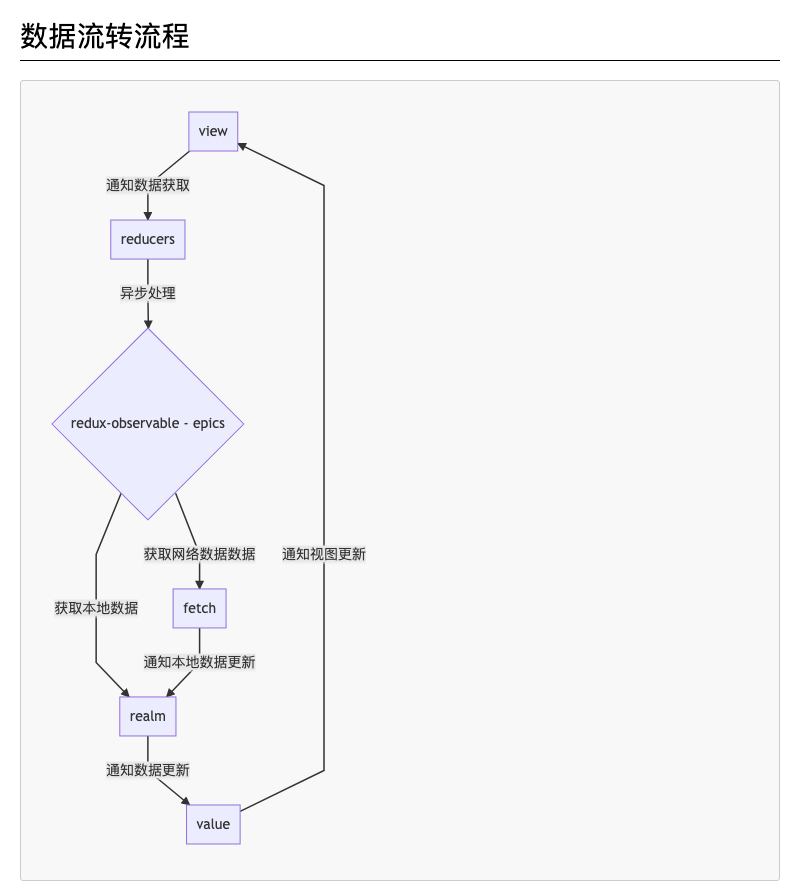 数据流转流程
view
通知数据获取
reducers
异步处理
redux-observable - epics
获取网络数据数据
通知视图更新
获取本地数据
fetch
通知本地数据更新
realm
通知数据更新
value